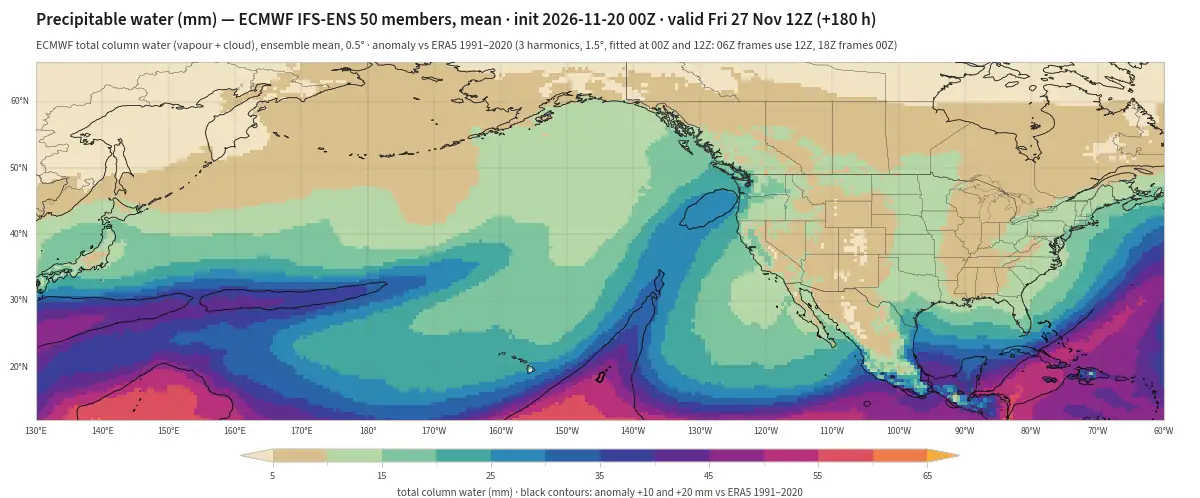 Precipitable water (mm) — ECMWF IFS-ENS 50 members, mean · init 2026-11-20 00Z · valid Fri 27 Nov 12Z (+180 h)
ECMWF total column water (vapour + cloud), ensemble mean, 0.5° · anomaly vs ERA5 1991–2020 (3 harmonics, 1.5°, fitted at 00Z and 12Z: 06Z frames use 12Z, 18Z frames 00Z)
60°N
50°N
40°N
30°N
20°N
130°E 140°E 150°E 160°E 170°E 180° 170°W 160°W 150°W 140°W 130°W 120°W 110°W 100°W 90°W 80°W 70°W 60°W
5 15 25 35 45 55 65
total column water (mm) · black contours: anomaly +10 and +20 mm vs ERA5 1991–2020